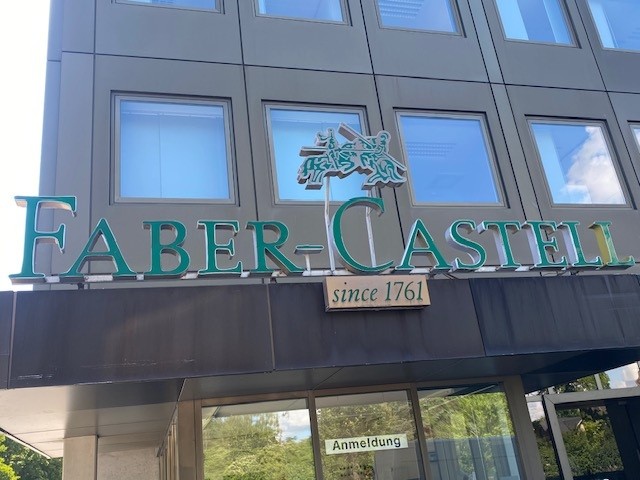 FABER-CASTELL
since 1761
Anmeldung